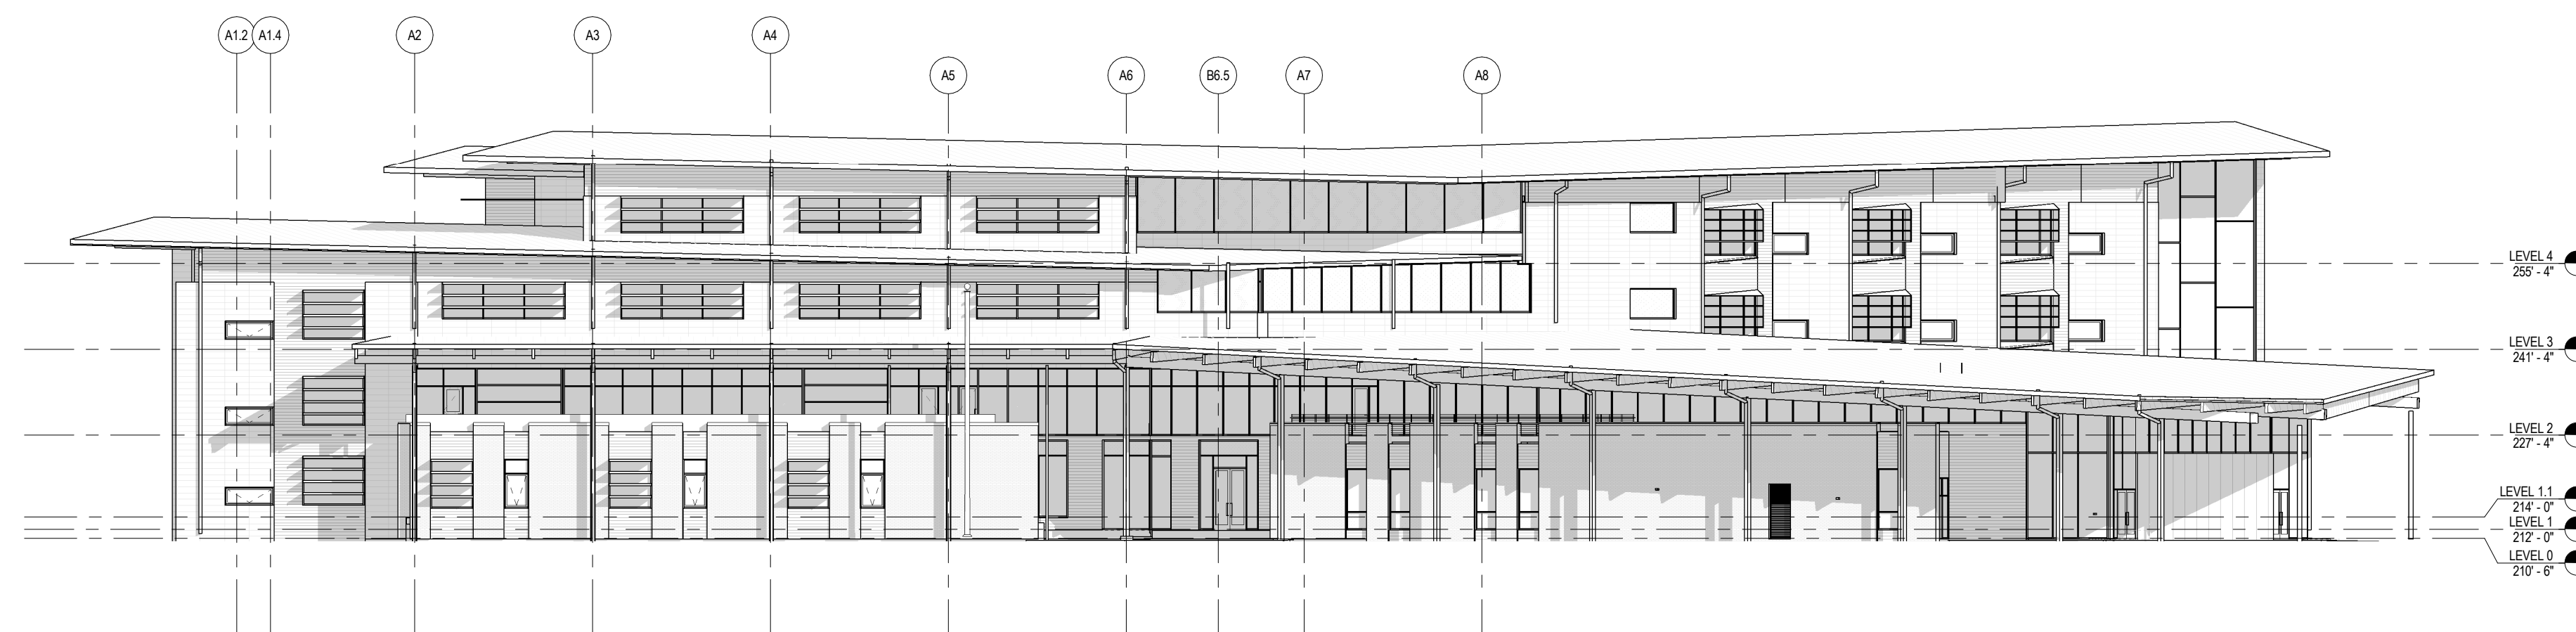 A1.2
A1.4
A2
A3
A4
A5
A6
B6.5
A7
A8
LEVEL 4
255' - 4"
LEVEL 3
241' - 4"
LEVEL 2
227' - 4"
LEVEL 1.1
214' - 0"
LEVEL 1
212' - 0"
LEVEL 0
210' - 6"